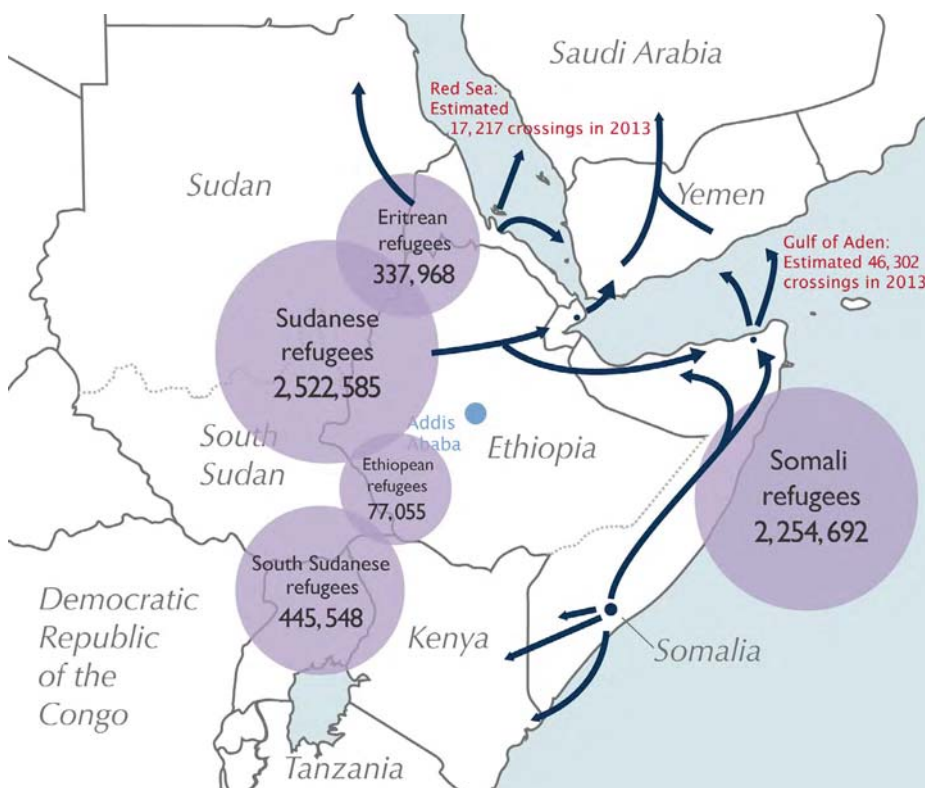 Saudi Arabia
Red Sea:
Estimated
17,217 crossings in 2013
Sudan
Yemen
Eritrean
refugees
337,968
Gulf of Aden:
Estimated 46,302
crossings in 2013
Sudanese
refugees
2,522,585
Addis
Ababa
South
Sudan
Ethiopia
Ethiopean
refugees
77,055
Somali
refugees
2,254,692
South Sudanese
refugees
445,548
Democratic
Republic
of the
Congo
Kenya
Somalia
Tanzania